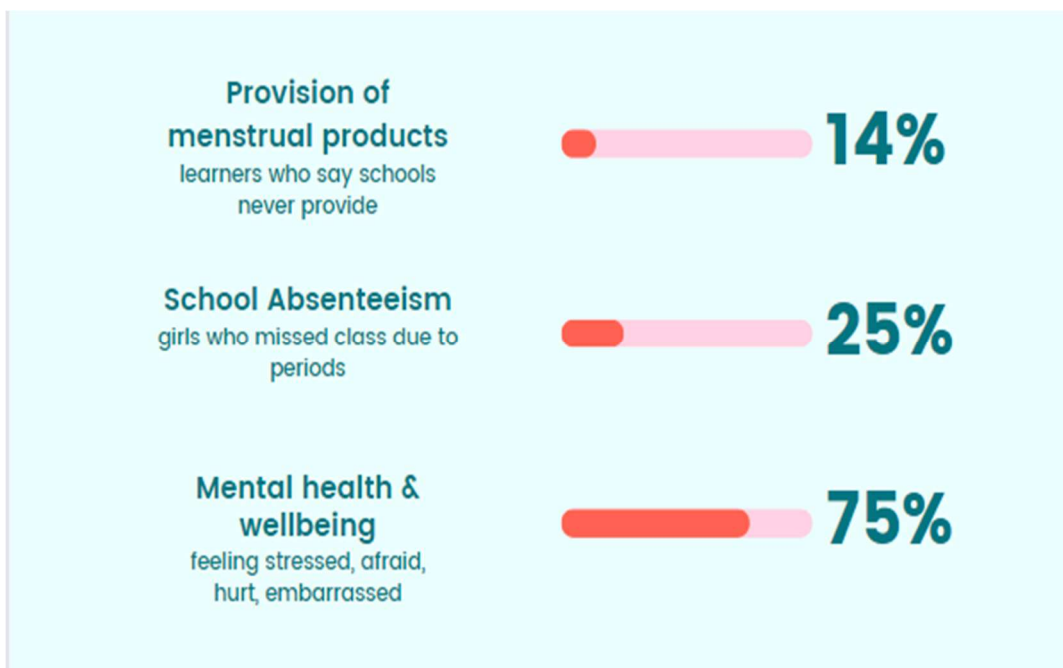 Provision of
menstrual products
learners who say schools
never provide
14%
School Absenteeism
girls who missed class due to
periods
25%
Mental health &
wellbeing
feeling stressed, afraid,
hurt, embarrassed
75%